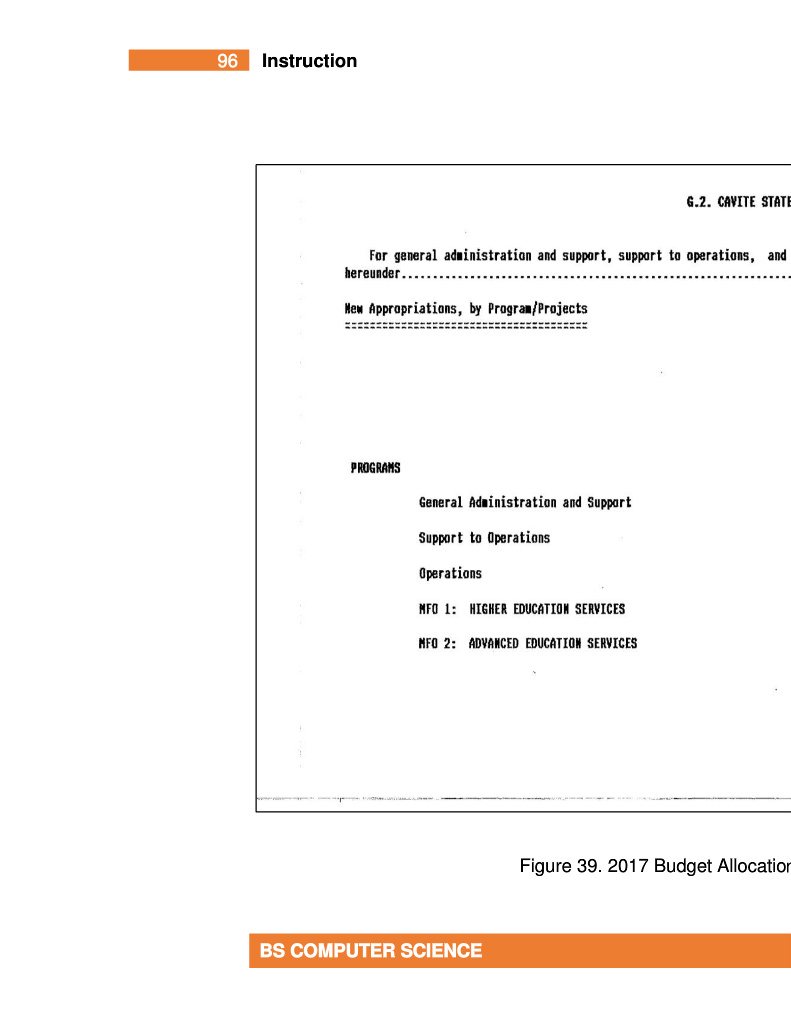 96 Instruction
G.2. CAVITE STATE
For general administration and support, support to operations, and
hereunder................................................................
New Appropriations, by Program/Projects
=======================================
PROGRAMS
General Administration and Support
Support to Operations
Operations
MFO 1: HIGHER EDUCATION SERVICES
MFO 2: ADVANCED EDUCATION SERVICES
Figure 39. 2017 Budget Allocation
BS COMPUTER SCIENCE